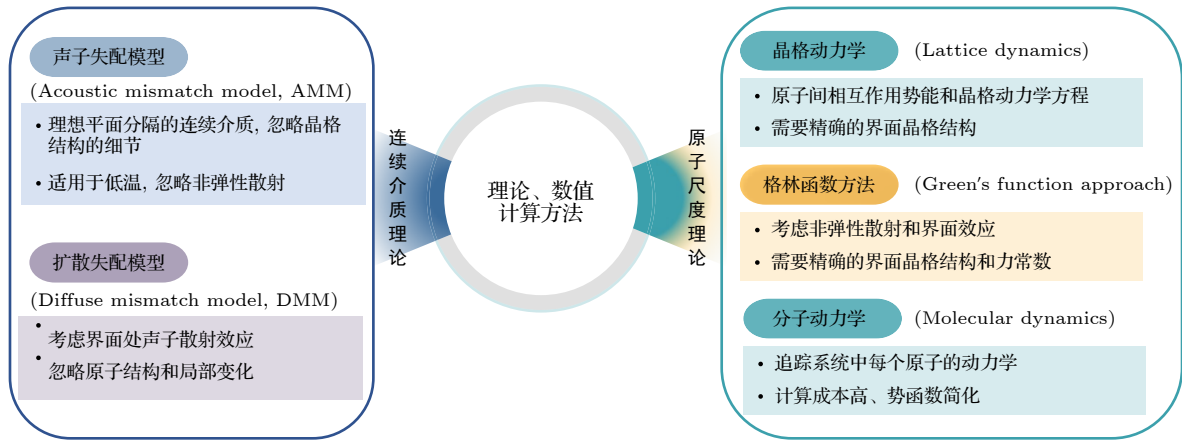 声子失配模型
(Acoustic mismatch model, AMM)
• 理想平面分隔的连续介质, 忽略晶格
结构的细节
• 适用于低温, 忽略非弹性散射
扩散失配模型
(Diffuse mismatch model, DMM)
• 考虑界面处声子散射效应
• 忽略原子结构和局部变化
连续介质理论
理论、数值
计算方法
原子尺度理论
晶格动力学 (Lattice dynamics)
• 原子间相互作用势能和晶格动力学方程
• 需要精确的界面晶格结构
格林函数方法 (Green's function approach)
• 考虑非弹性散射和界面效应
• 需要精确的界面晶格结构和力常数
分子动力学 (Molecular dynamics)
• 追踪系统中每个原子的动力学
• 计算成本高、势函数简化